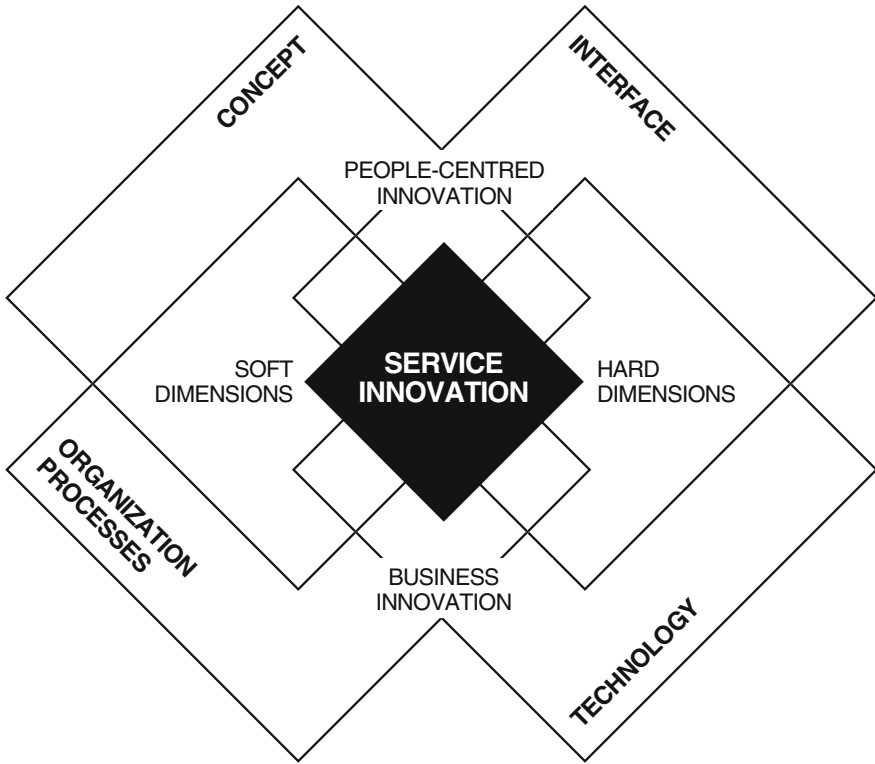 CONCEPT
INTERFACE
PEOPLE-CENTRED
INNOVATION
SOFT
DIMENSIONS
SERVICE
INNOVATION
HARD
DIMENSIONS
ORGANIZATION
PROCESSES
BUSINESS
INNOVATION
TECHNOLOGY